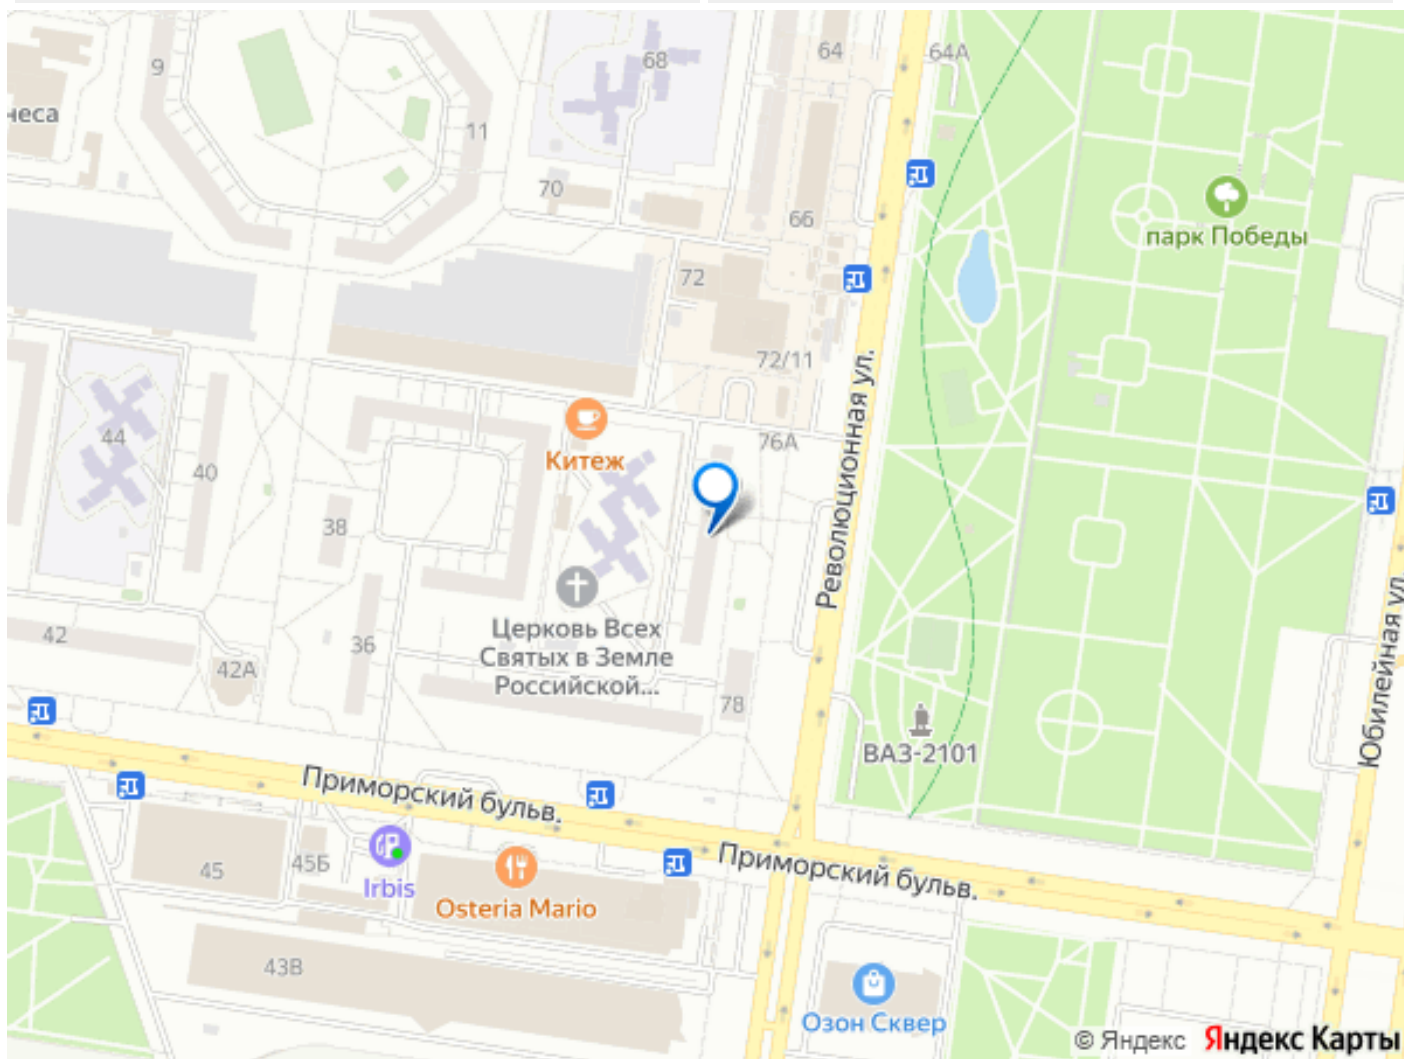 64
64А
9
68
неса
11
70
66
парк Победы
72
72/11
Революционная ул.
76А
Китеж
44
40
38
Церковь Всех
Святых в Земле
Российской...
42
36
42А
78
ВАЗ-2101
Юбилейная ул.
Приморский бульв.
Приморский бульв.
45
45Б
Irbis
Osteria Mario
43В
Озон Сквер
© Яндекс Яндекс Карты